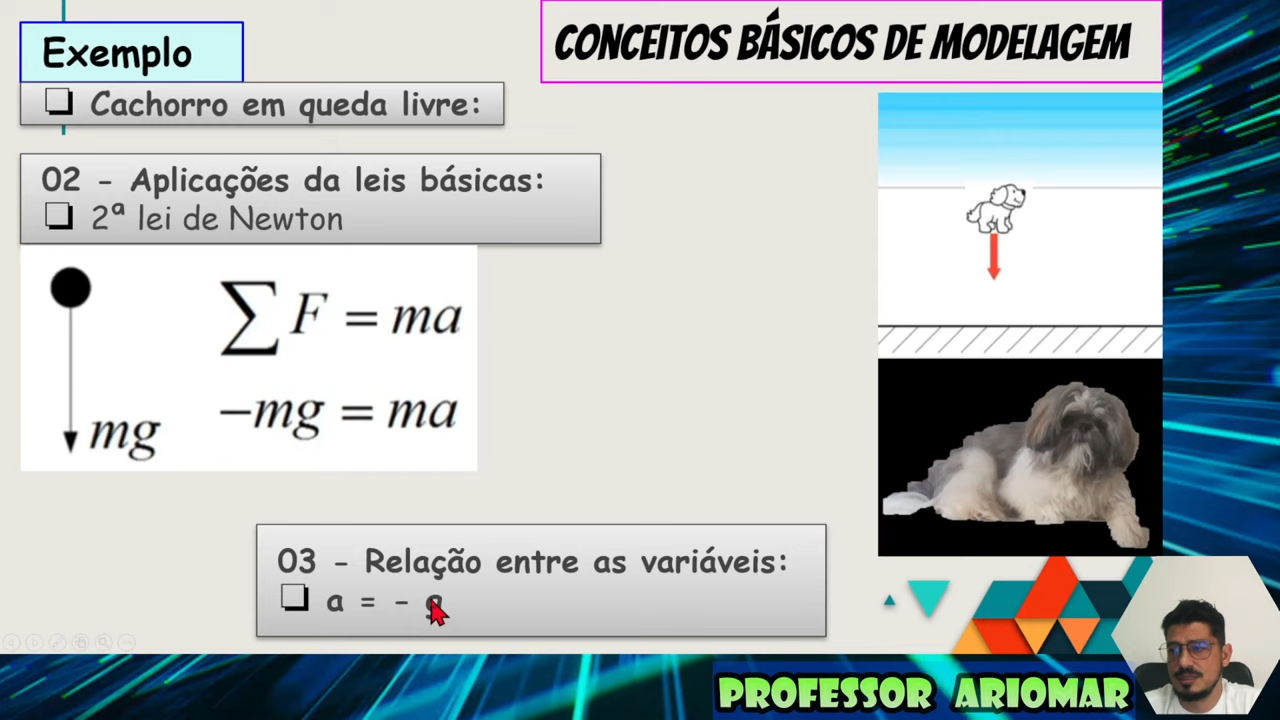 Exemplo
CONCEITOS BÁSICOS DE MODELAGEM
❑ Cachorro em queda livre:
02 - Aplicações da leis básicas:
❑ 2ª lei de Newton
∑ F = ma
-mg = ma
mg
03 - Relação entre as variáveis:
❑ a = - g
PROFESSOR ARIOMAR